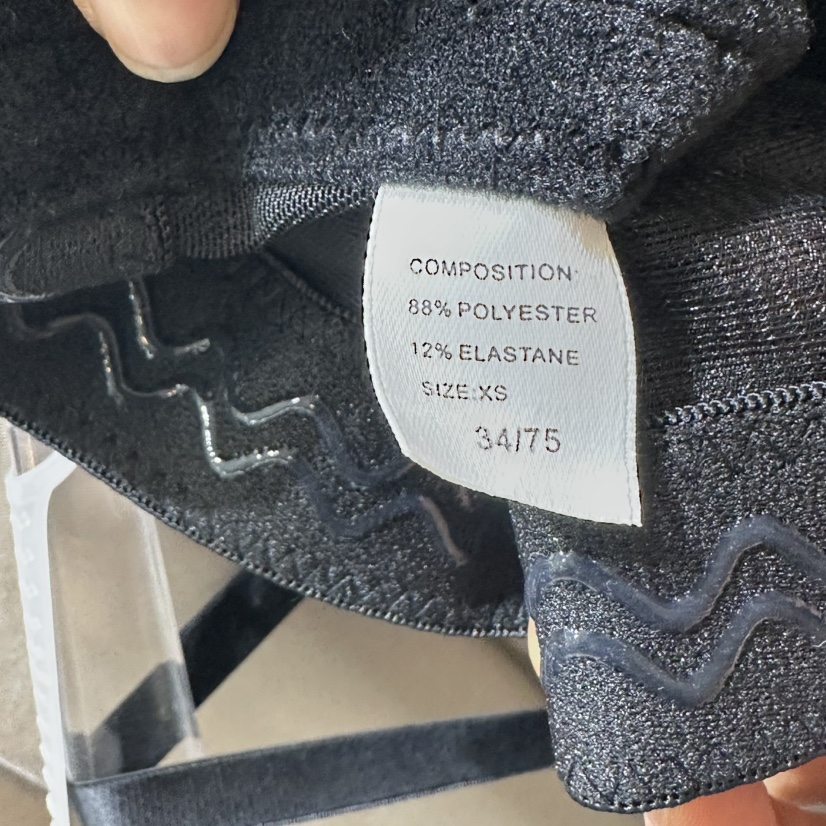 COMPOSITION:
88% POLYESTER
12% ELASTANE
SIZE:XS
34/75